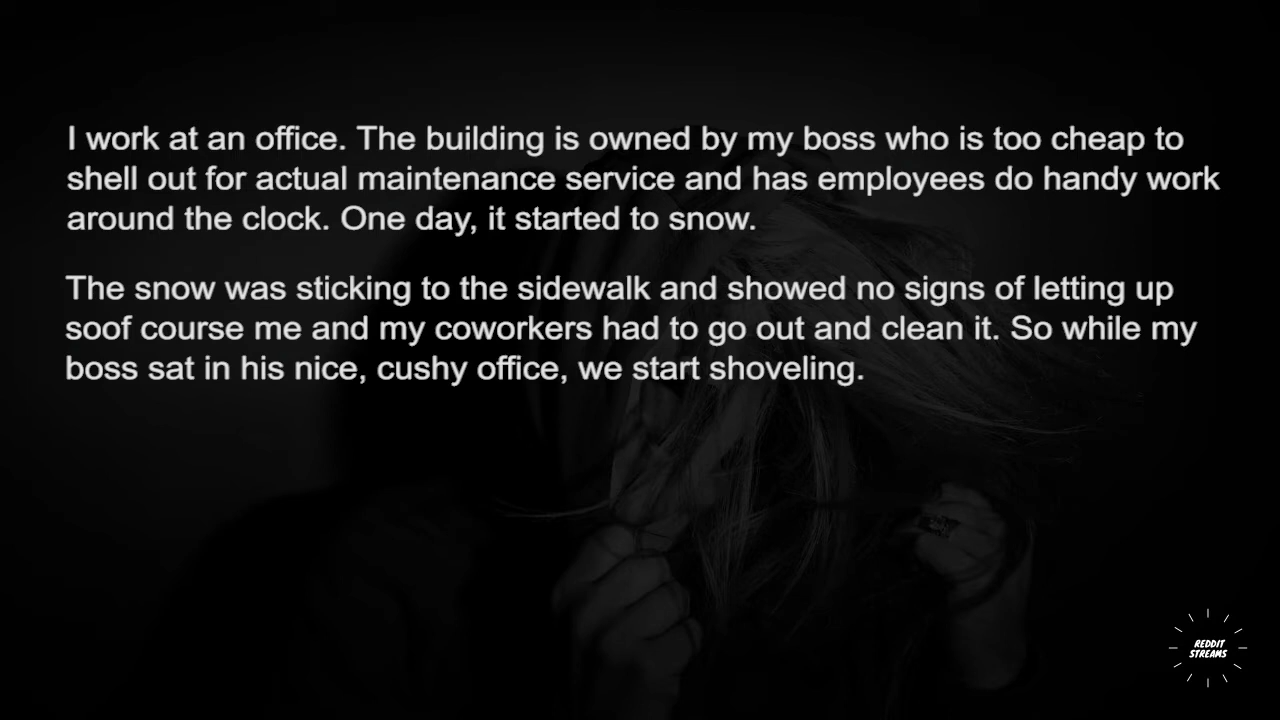 I work at an office. The building is owned by my boss who is too cheap to
shell out for actual maintenance service and has employees do handy work
around the clock. One day, it started to snow.
The snow was sticking to the sidewalk and showed no signs of letting up
soof course me and my coworkers had to go out and clean it. So while my
boss sat in his nice, cushy office, we start shoveling.
REDDIT
STREAMS